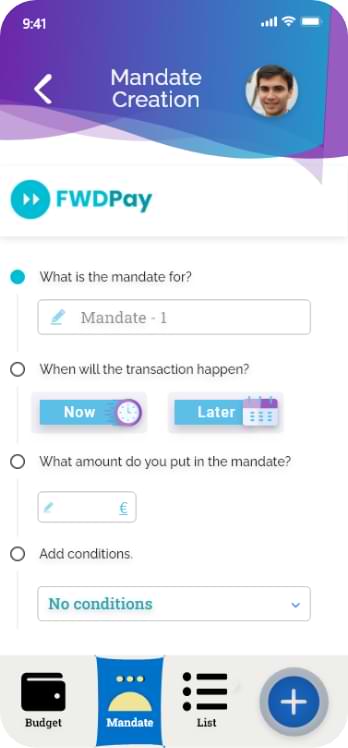 9:41
Mandate
Creation
FWDPay
What is the mandate for?
Mandate - 1
When will the transaction happen?
Now
Later
What amount do you put in the mandate?
€
Add conditions.
No conditions
Budget
Mandate
List